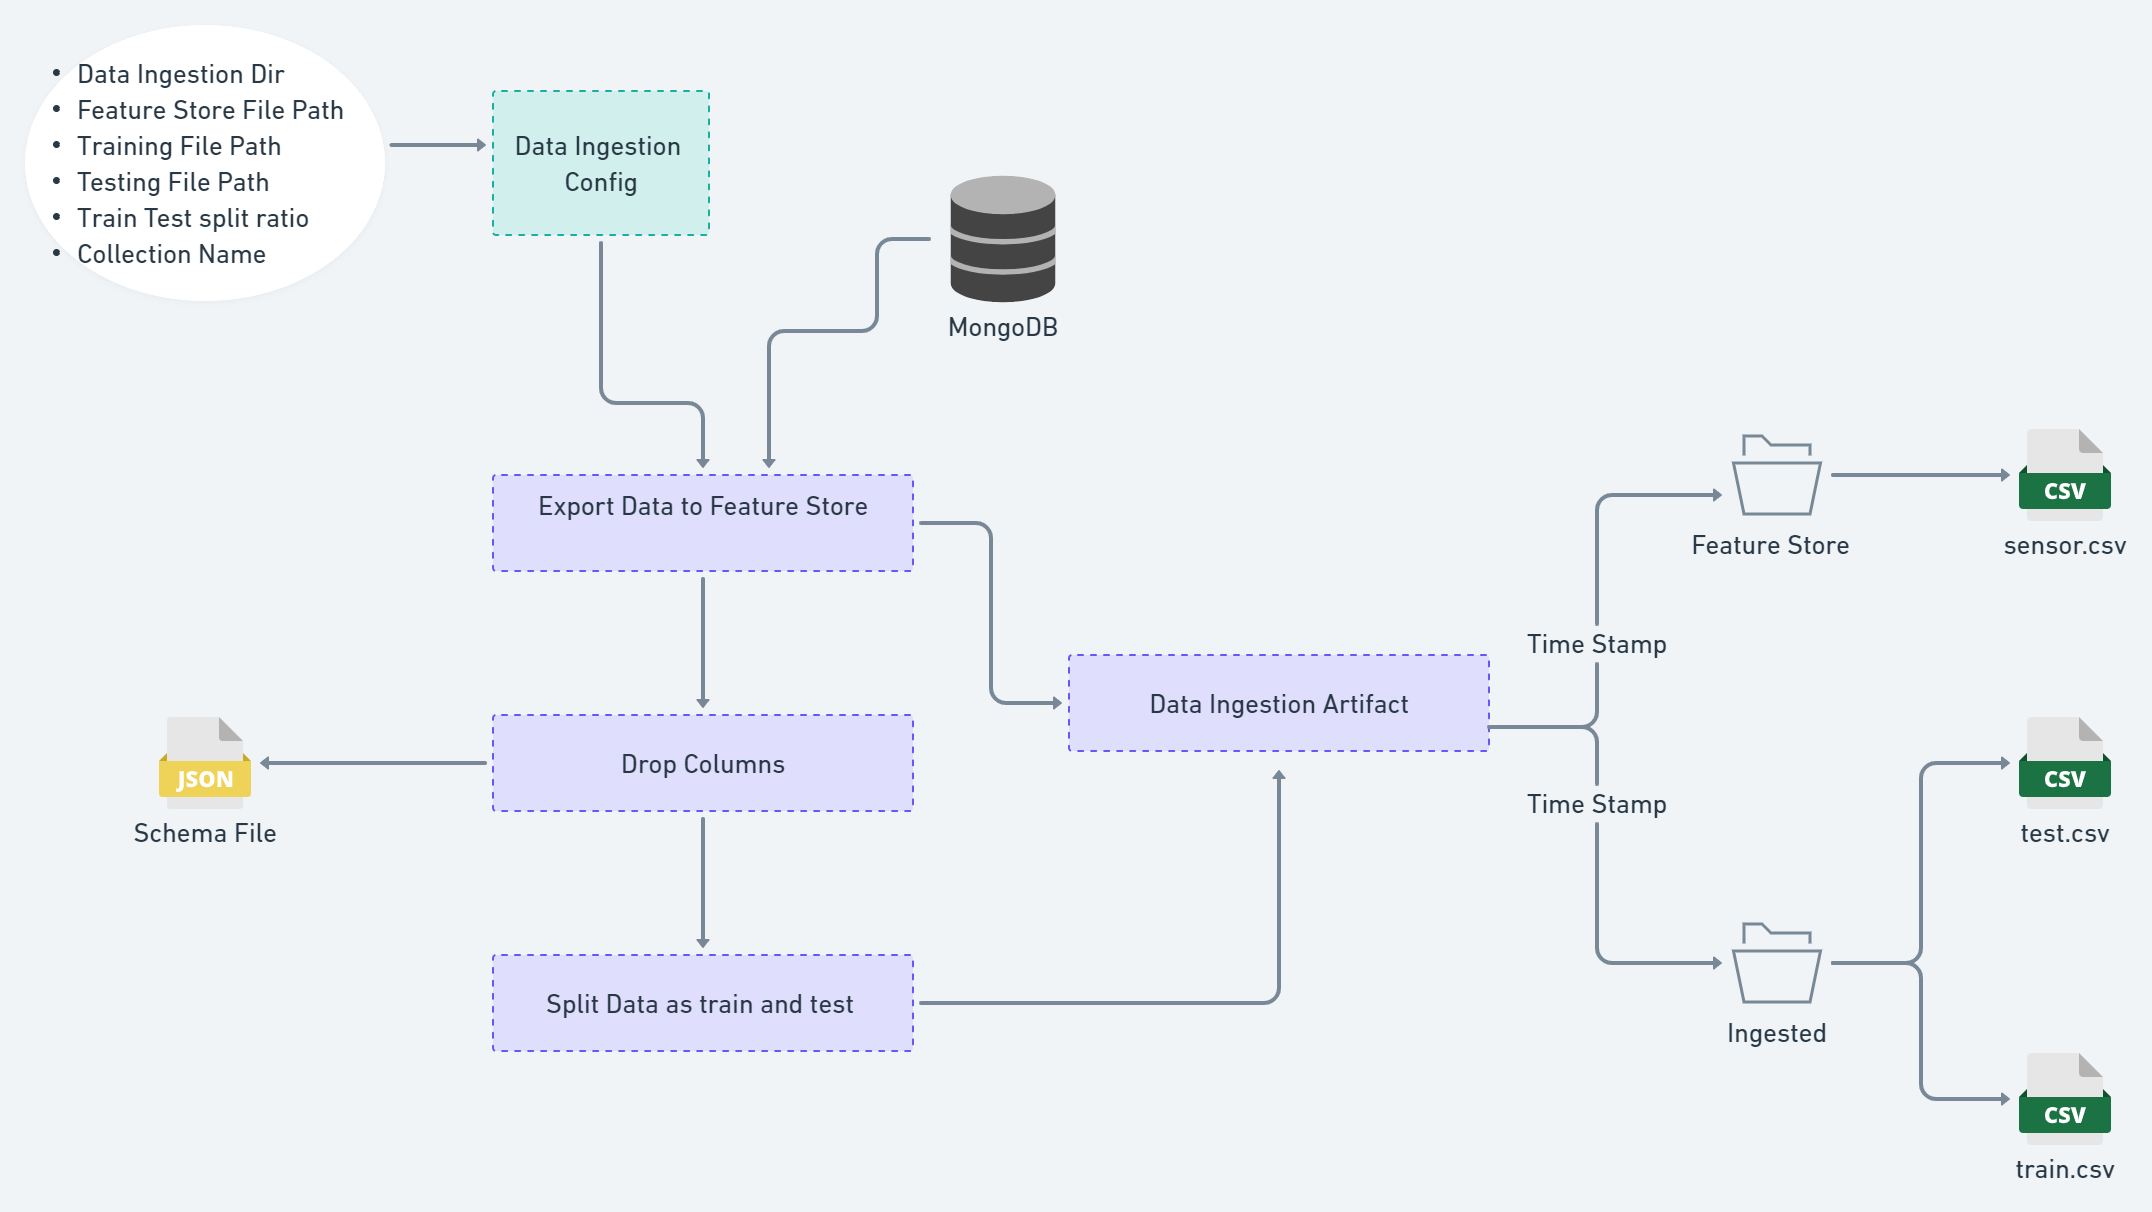 • Data Ingestion Dir
• Feature Store File Path
• Training File Path
• Testing File Path
• Train Test split ratio
• Collection Name
Data Ingestion
Config
MongoDB
Export Data to Feature Store
Feature Store
CSV
sensor.csv
Time Stamp
Data Ingestion Artifact
JSON
Schema File
Drop Columns
Time Stamp
CSV
test.csv
Split Data as train and test
Ingested
CSV
train.csv